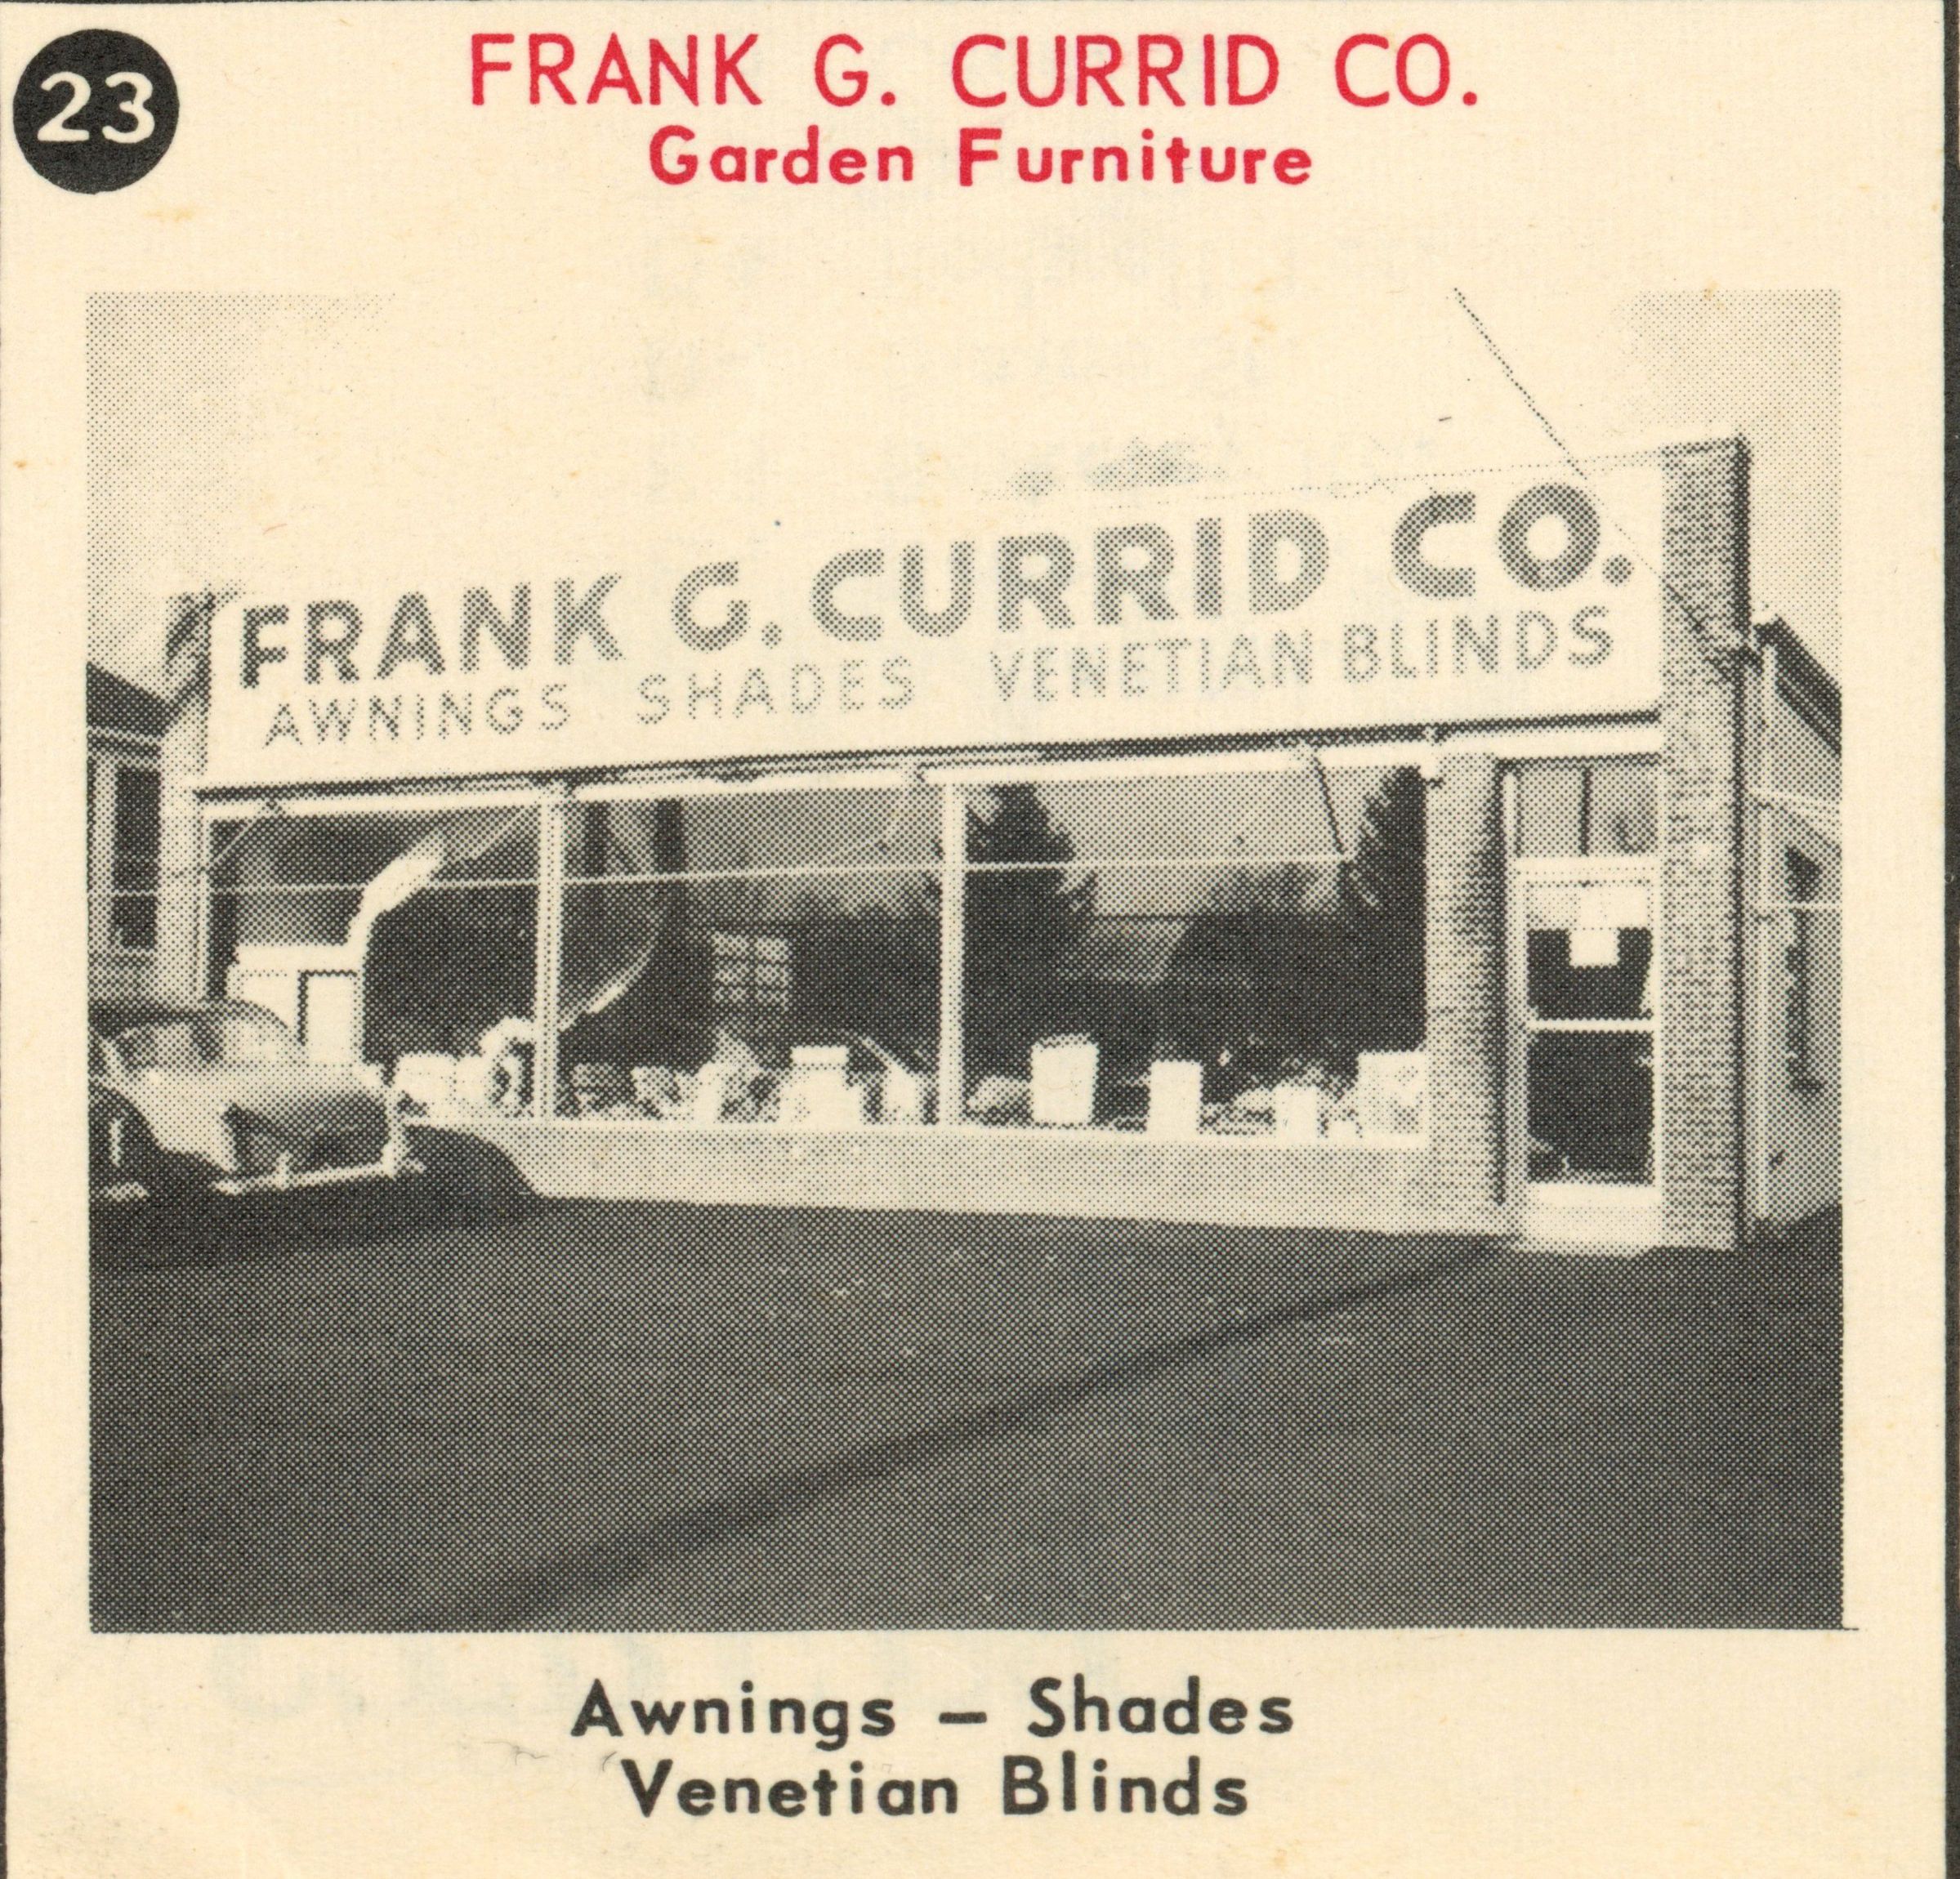 23
FRANK G. CURRID CO.
Garden Furniture
FRANK G. CURRID CO.
AWNINGS SHADES VENETIAN BLINDS
Awnings – Shades
Venetian Blinds